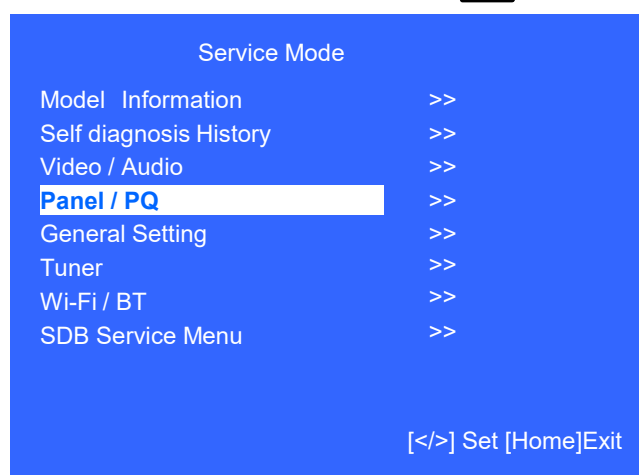 Service Mode
Model Information >>
Self diagnosis History >>
Video / Audio >>
Panel / PQ >>
General Setting >>
Tuner >>
Wi-Fi / BT >>
SDB Service Menu >>
[</>] Set [Home]Exit